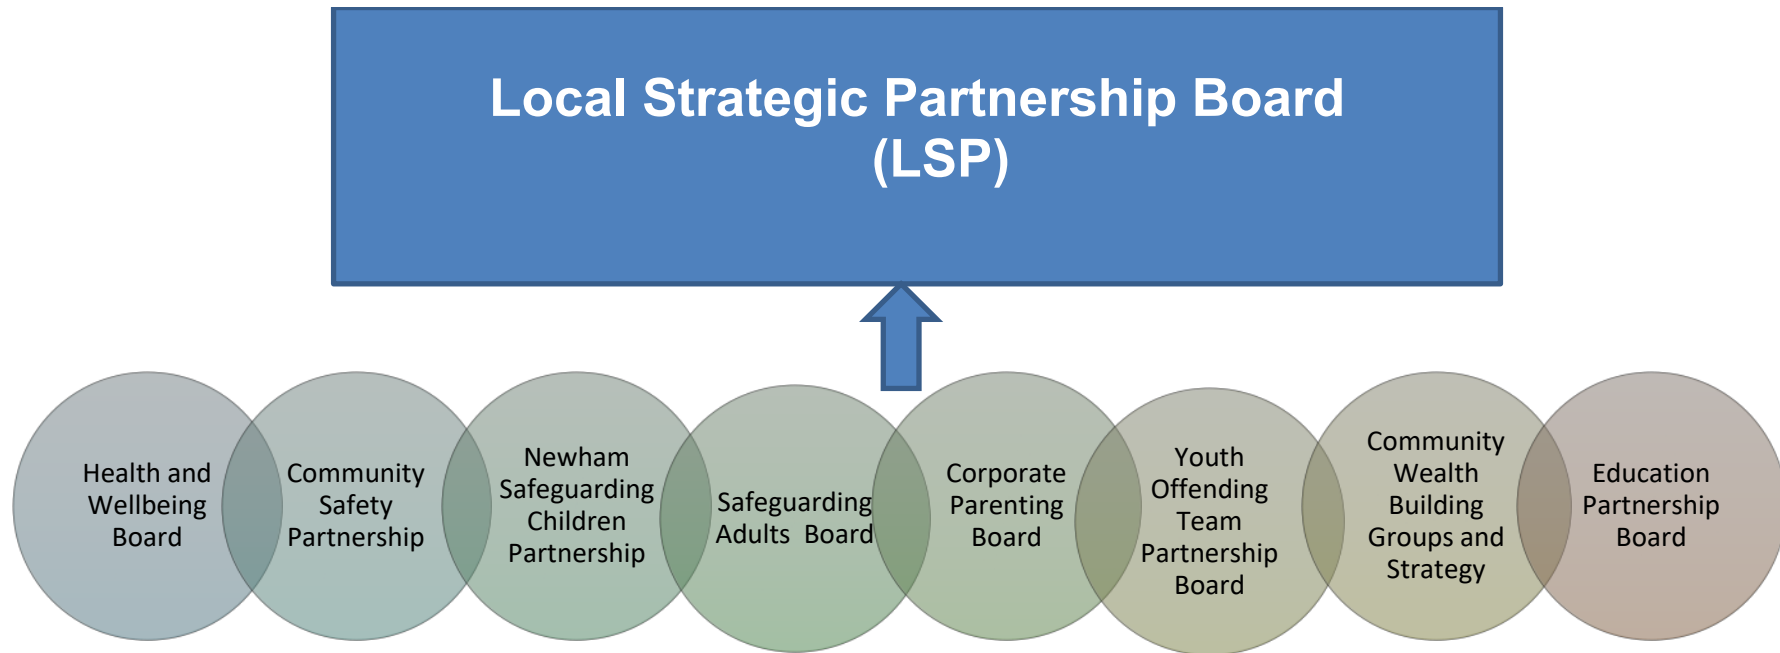 Local Strategic Partnership Board
(LSP)
Health and
Wellbeing
Board
Community
Safety
Partnership
Newham
Safeguarding
Children
Partnership
Safeguarding
Adults  Board
Corporate
Parenting
Board
Youth
Offending
Team
Partnership
Board
Community
Wealth
Building
Groups and
Strategy
Education
Partnership
Board